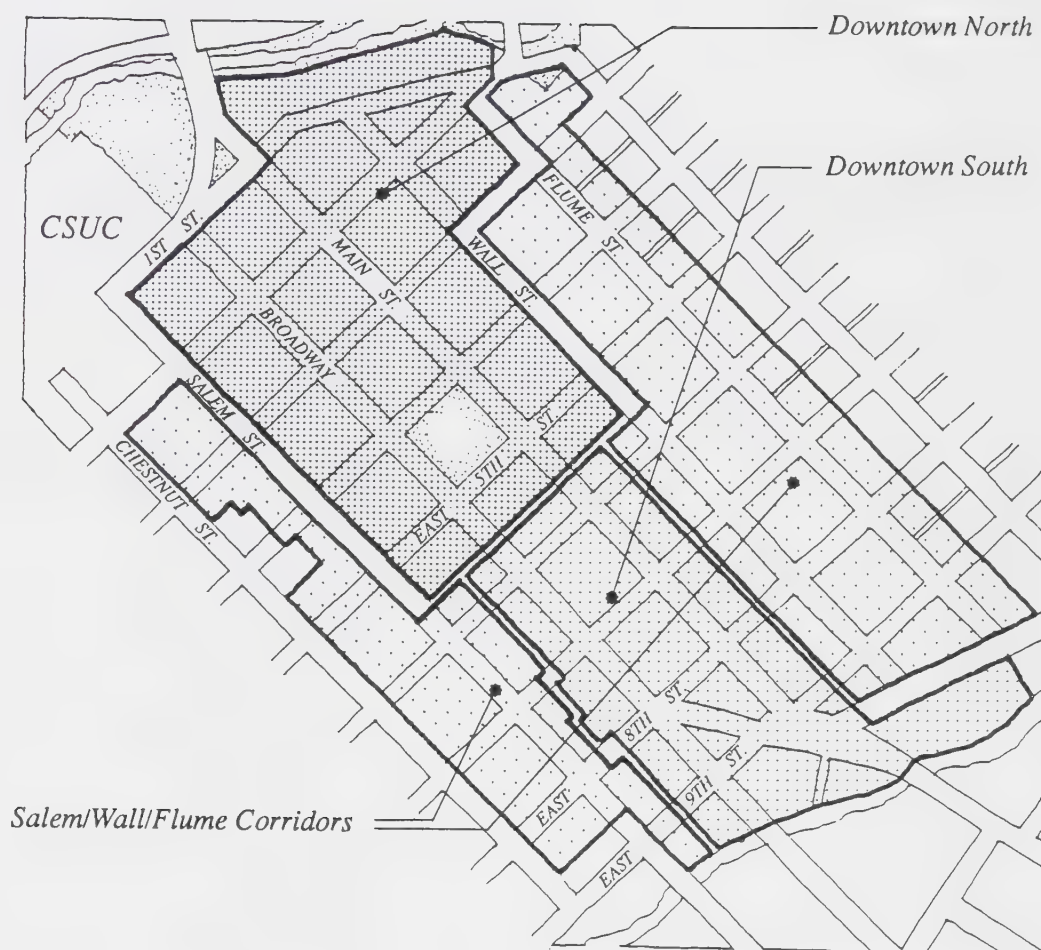 Downtown North
Downtown South
CSUC
1ST ST.
FLUME ST.
MAIN ST.
WALL ST.
BROADWAY
SALEM ST.
5TH ST
EAST
CHESTNUT ST.
8TH ST
9TH ST.
Salem/Wall/Flume Corridors
EAST
EAST